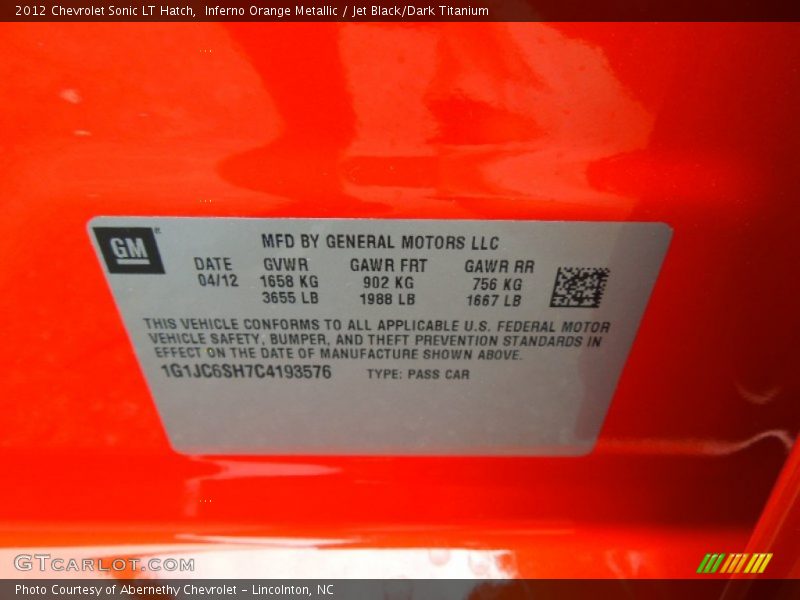 2012 Chevrolet Sonic LT Hatch, Inferno Orange Metallic / Jet Black/Dark Titanium
GM
MFD BY GENERAL MOTORS LLC
DATE GVWR GAWR FRT GAWR RR
04/12 1658 KG 902 KG 756 KG
3655 LB 1988 LB 1667 LB
THIS VEHICLE CONFORMS TO ALL APPLICABLE U.S. FEDERAL MOTOR
VEHICLE SAFETY, BUMPER, AND THEFT PREVENTION STANDARDS IN
EFFECT ON THE DATE OF MANUFACTURE SHOWN ABOVE.
1G1JC6SH7C4193576 TYPE: PASS CAR
GTCARLOT.COM
Photo Courtesy of Abernethy Chevrolet - Lincolnton, NC